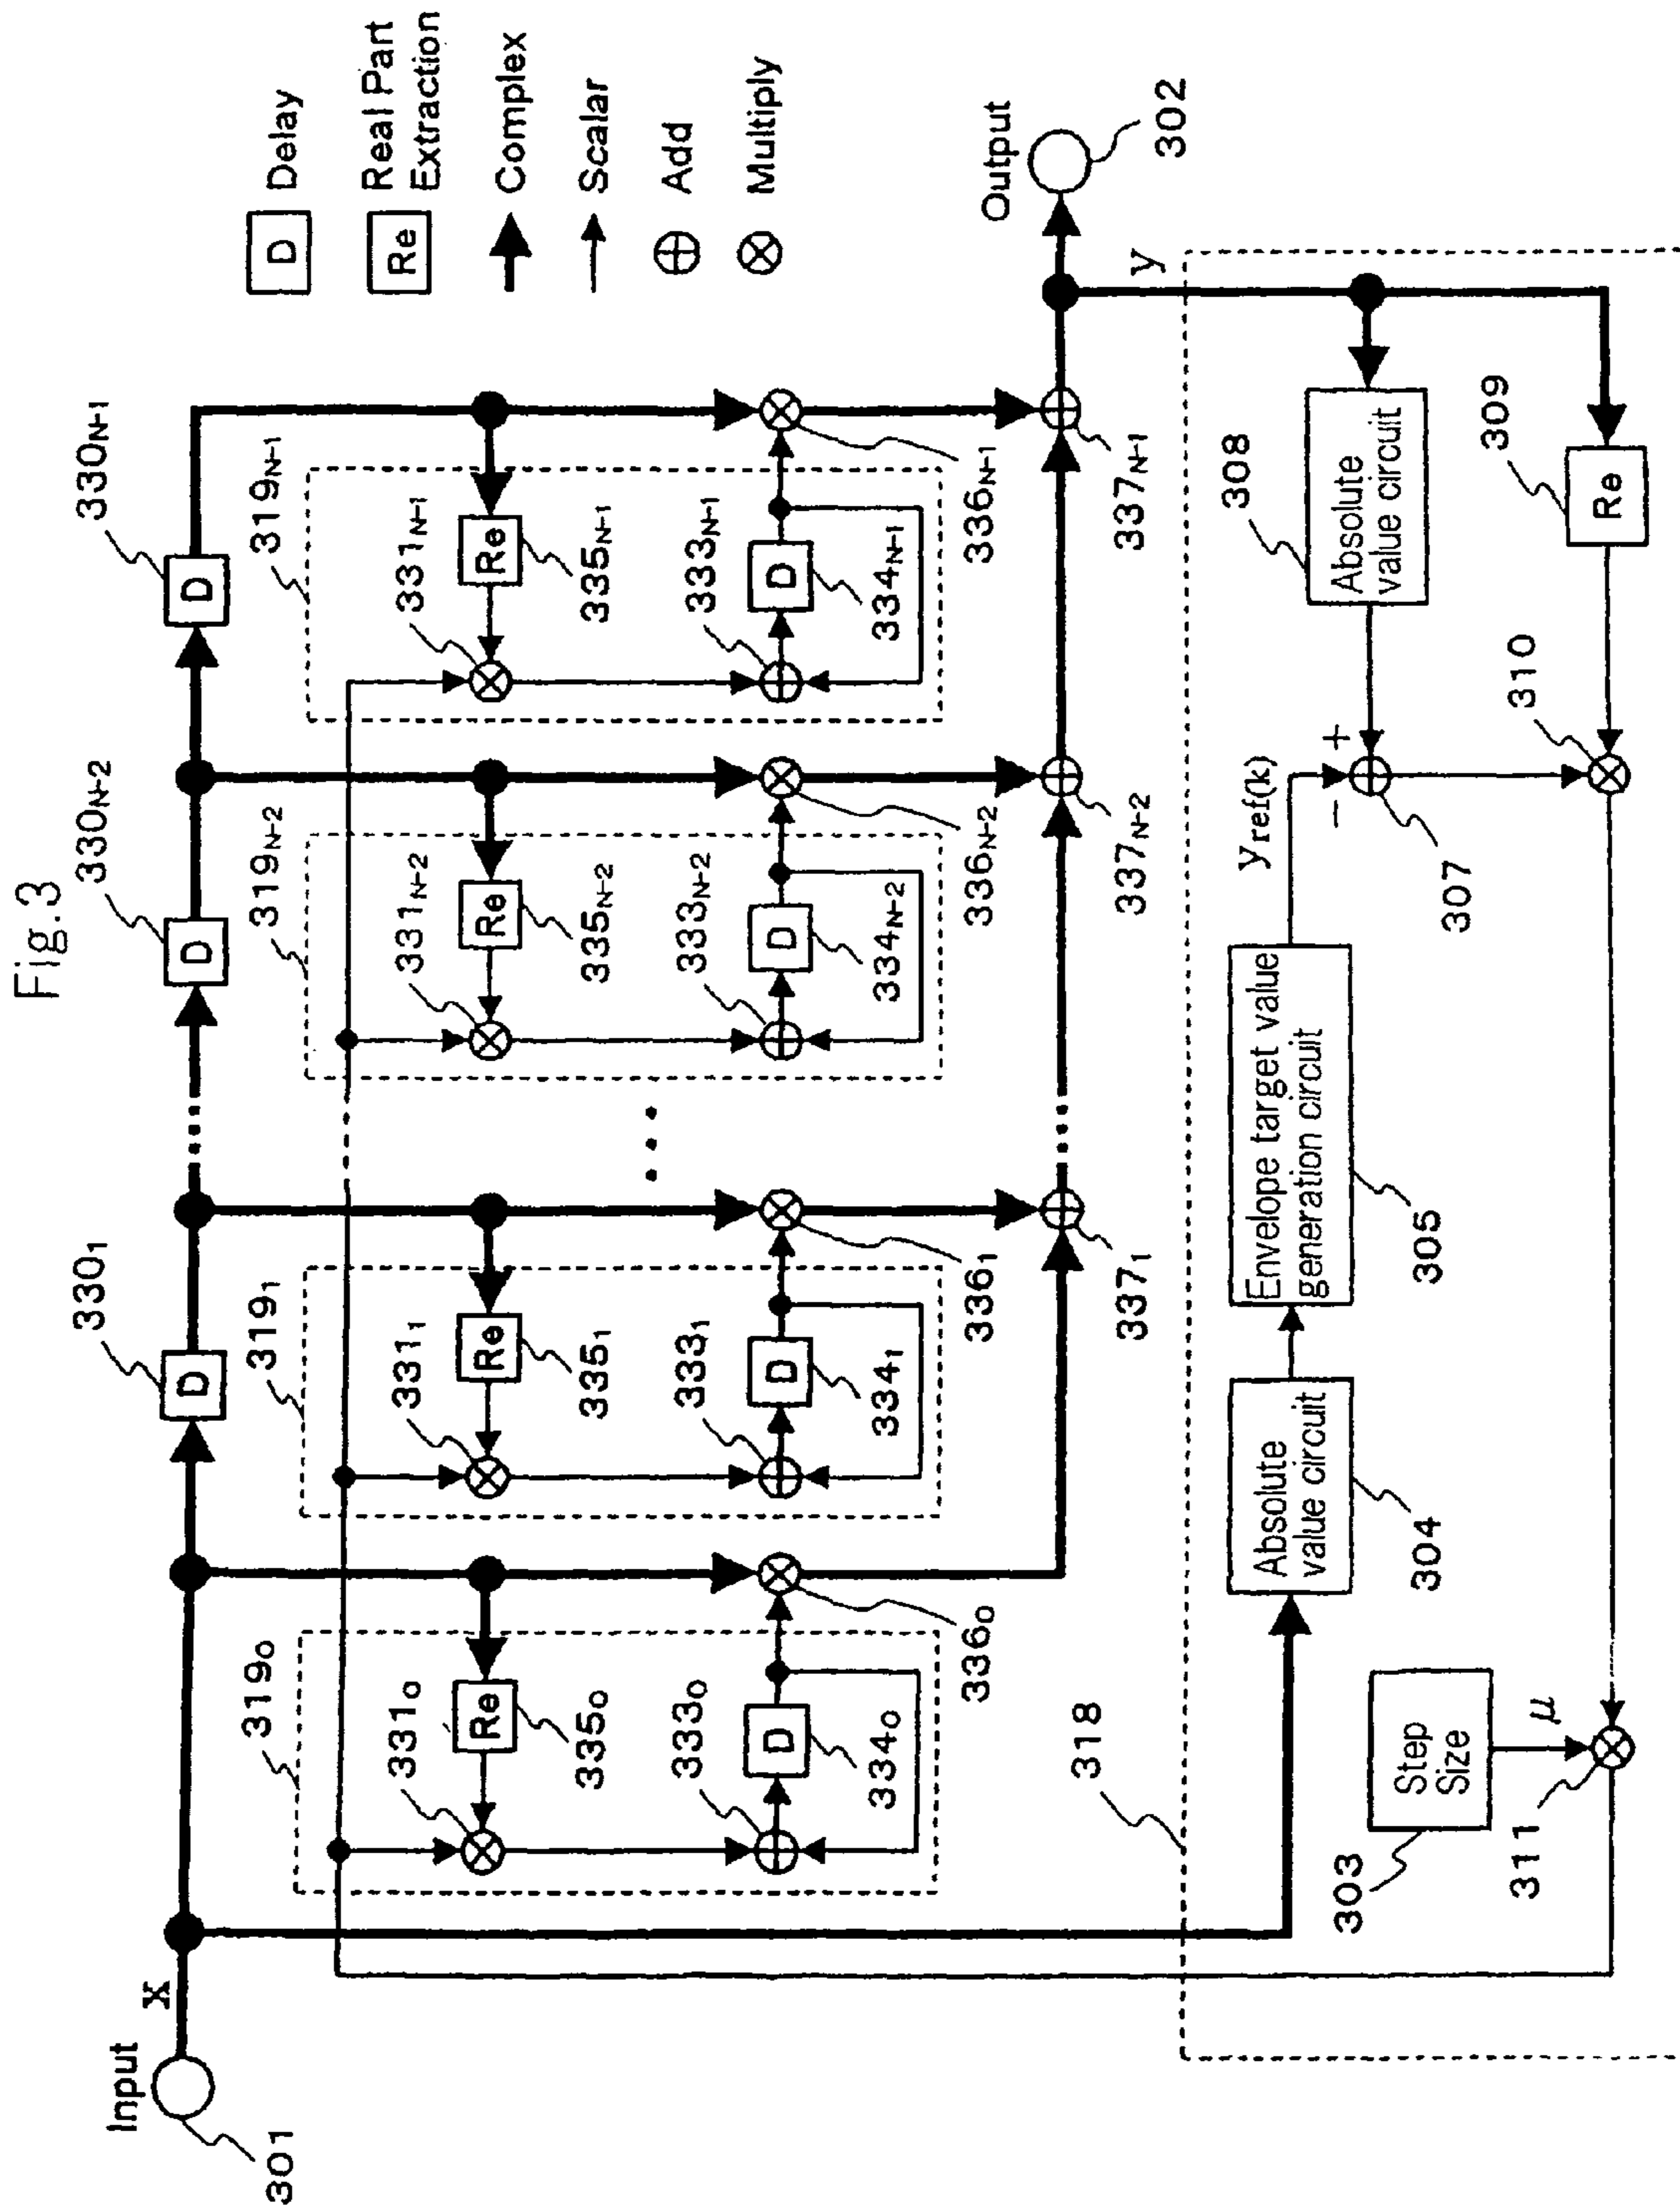 Fig.3
Input
X
301
330₁
330N-2
330N-1
D
D
D
319₀
319₁
319N-2
319N-1
331₀
331₁
331N-2
331N-1
Re
Re
Re
Re
335₀
335₁
335N-2
335N-1
333₀
333₁
333N-2
333N-1
D
D
D
D
334₀
334₁
334N-2
334N-1
336₀
336₁
336N-2
336N-1
337₁
337N-2
337N-1
D Delay
Re Real Part
Extraction
Complex
Scalar
Add
Multiply
Output
302
y
318
Absolute
value circuit
304
Envelope target value
generation circuit
305
yref(k)
−
+
307
Absolute
value circuit
308
Re
309
310
Step
Size
303
μ
311